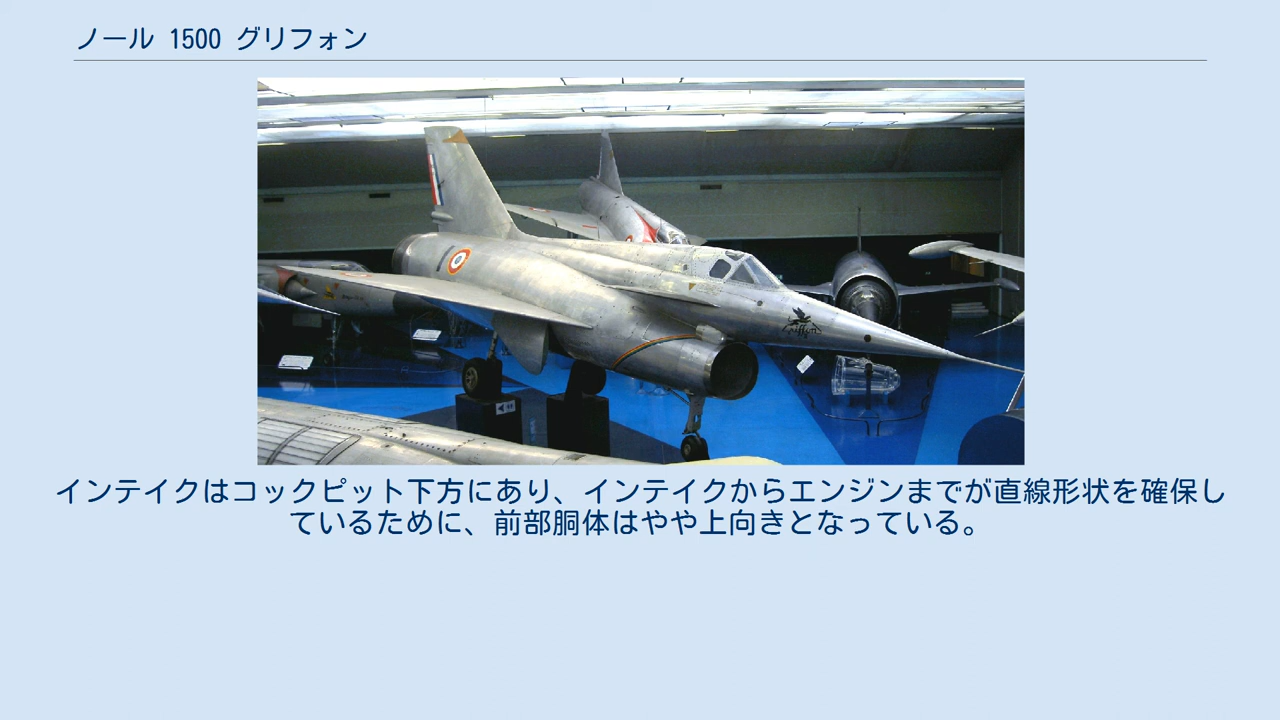 ノール 1500 グリフォン
Griffon
インテイクはコックピット下方にあり、インテイクからエンジンまでが直線形状を確保し
ているために、前部胴体はやや上向きとなっている。